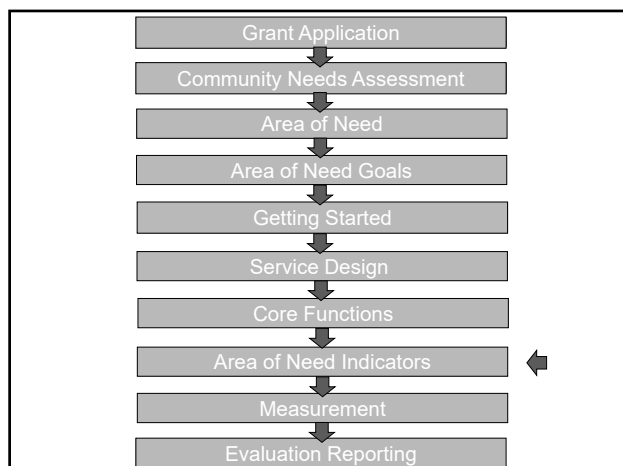 Grant Application
Community Needs Assessment
Area of Need
Area of Need Goals
Getting Started
Service Design
Core Functions
Area of Need Indicators
Measurement
Evaluation Reporting